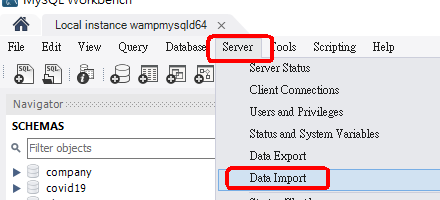 MySQL Workbench
Local instance wampmysqld64
File Edit View Query Database Server Tools Scripting Help
Server Status
Client Connections
Users and Privileges
Status and System Variables
Data Export
Data Import
Navigator
SCHEMAS
Filter objects
company
covid19